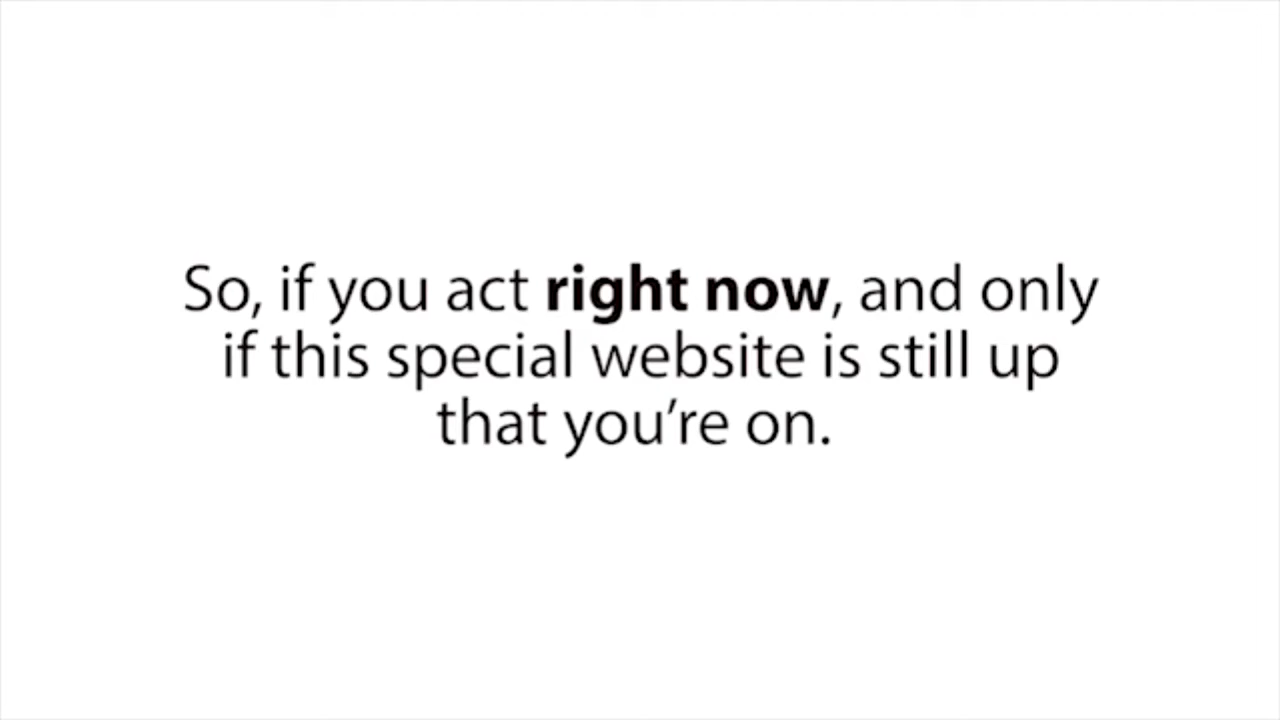 So, if you act right now, and only
if this special website is still up
that you’re on.